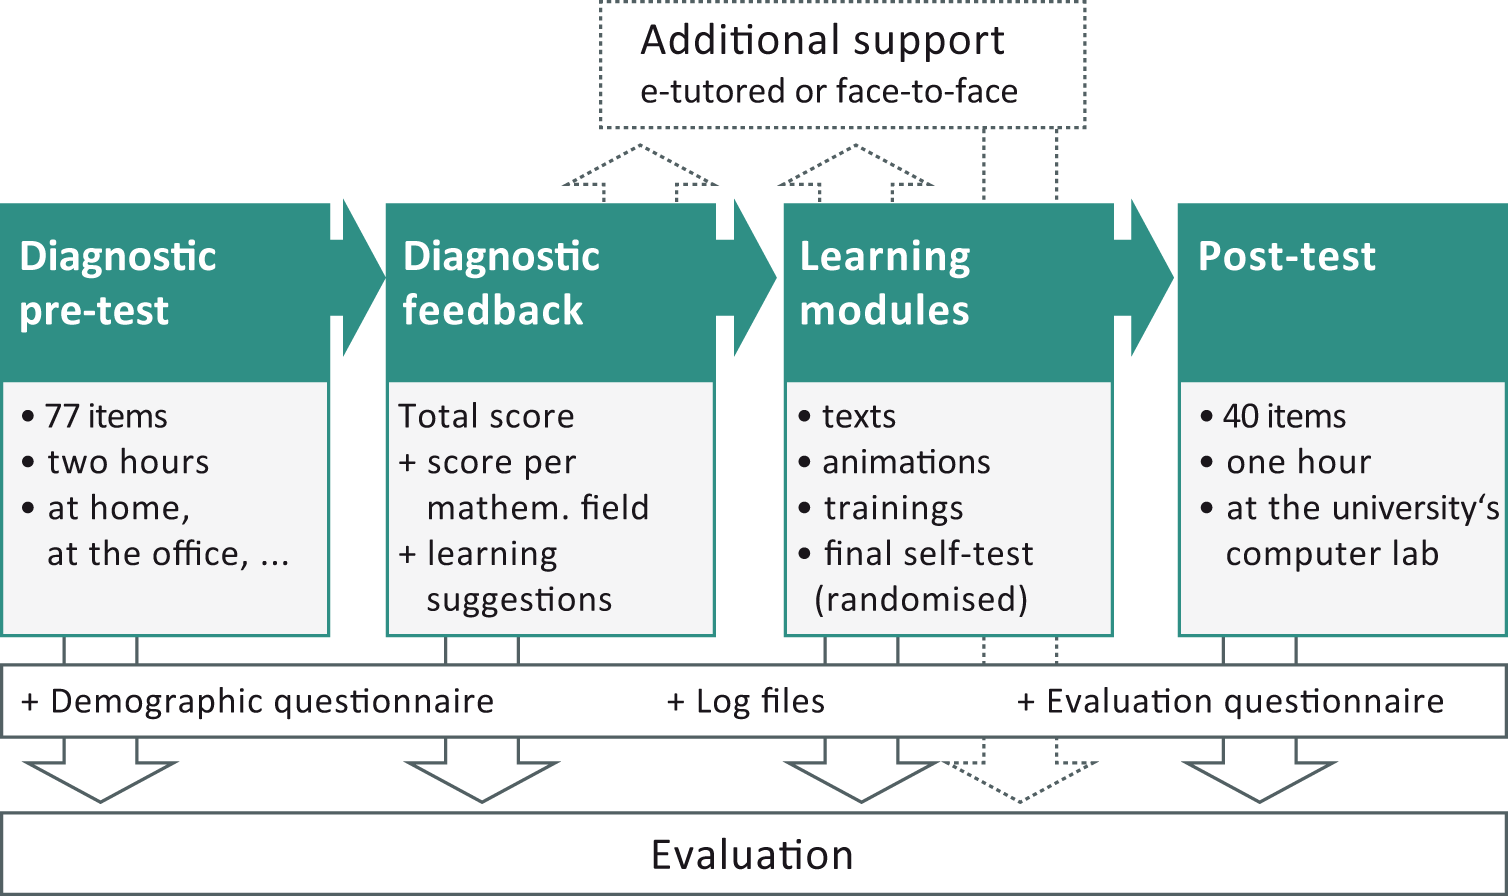 Additional support
e-tutored or face-to-face
Diagnostic
pre-test
• 77 items
• two hours
• at home,
at the office, ...
Diagnostic
feedback
Total score
+ score per
mathem. field
+ learning
suggestions
Learning
modules
• texts
• animations
• trainings
• final self-test
(randomised)
Post-test
• 40 items
• one hour
• at the university‘s
computer lab
+ Demographic questionnaire
+ Log files
+ Evaluation questionnaire
Evaluation